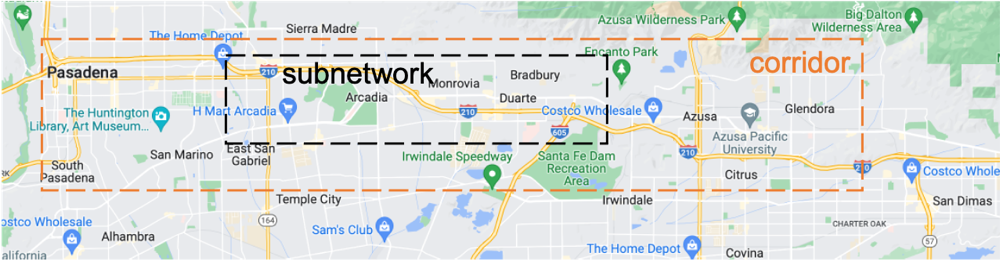 Sierra Madre
Azusa Wilderness Park
Big Dalton
Wilderness Area
The Home Depot
Encanto Park
corridor
Pasadena
210
subnetwork
Bradbury
Monrovia
The Huntington
Library, Art Museum...
H Mart Arcadia
Arcadia
Duarte
210
Costco Wholesale
Azusa
Glendora
605
Azusa Pacific
University
San Marino
East San
Gabriel
Irwindale Speedway
Santa Fe Dam
Recreation
Area
210
210
South
Pasadena
Citrus
Costco Whole
Temple City
Irwindale
San Dimas
164
ostco Wholesale
Sam's Club
CHARTER OAK
Alhambra
The Home Depot
57
alifornia
Covina